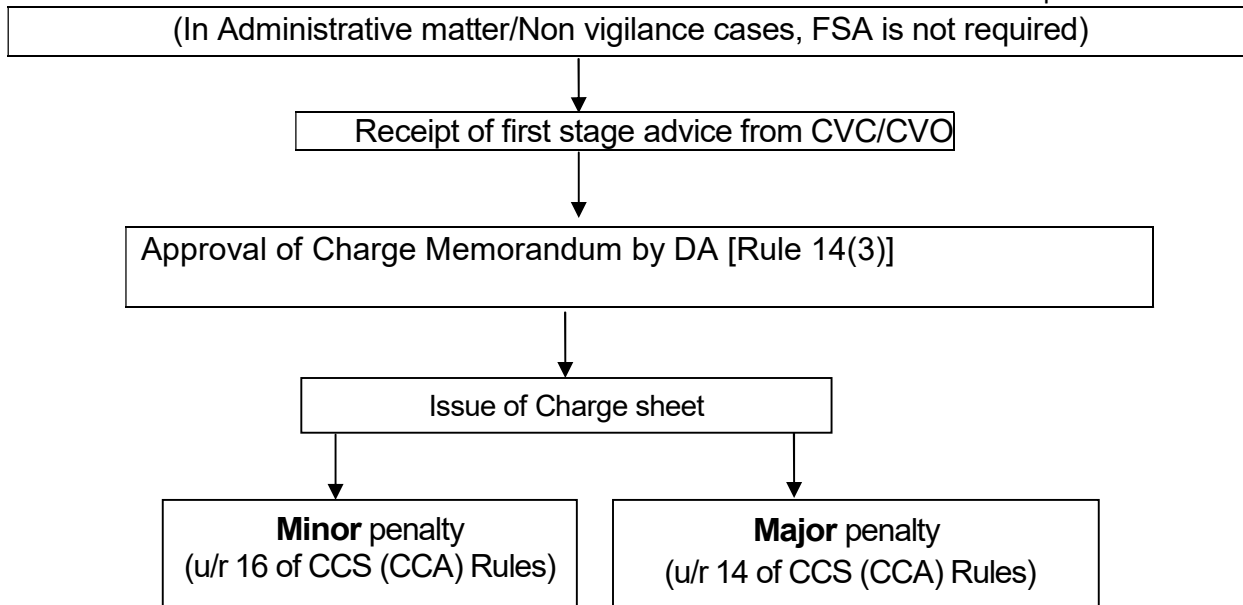 (In Administrative matter/Non vigilance cases, FSA is not required)
Receipt of first stage advice from CVC/CVO
Approval of Charge Memorandum by DA [Rule 14(3)]
Issue of Charge sheet
Minor penalty
(u/r 16 of CCS (CCA) Rules)
Major penalty
(u/r 14 of CCS (CCA) Rules)